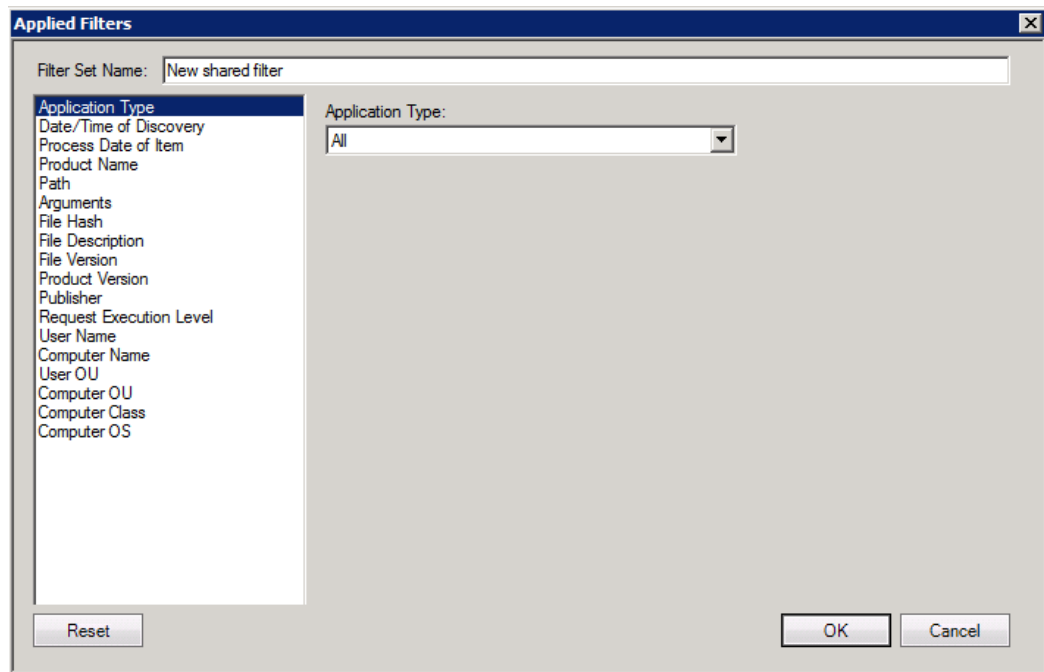 Applied Filters
Filter Set Name: New shared filter
Application Type
Date/Time of Discovery
Process Date of Item
Product Name
Path
Arguments
File Hash
File Description
File Version
Product Version
Publisher
Request Execution Level
User Name
Computer Name
User OU
Computer OU
Computer Class
Computer OS
Application Type:
All
Reset
OK
Cancel